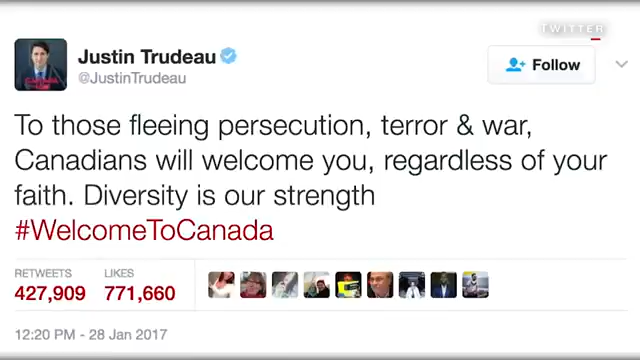 TWITTER
Justin Trudeau
@JustinTrudeau
Follow
To those fleeing persecution, terror & war,
Canadians will welcome you, regardless of your
faith. Diversity is our strength
#WelcomeToCanada
RETWEETS LIKES
427,909 771,660
12:20 PM - 28 Jan 2017